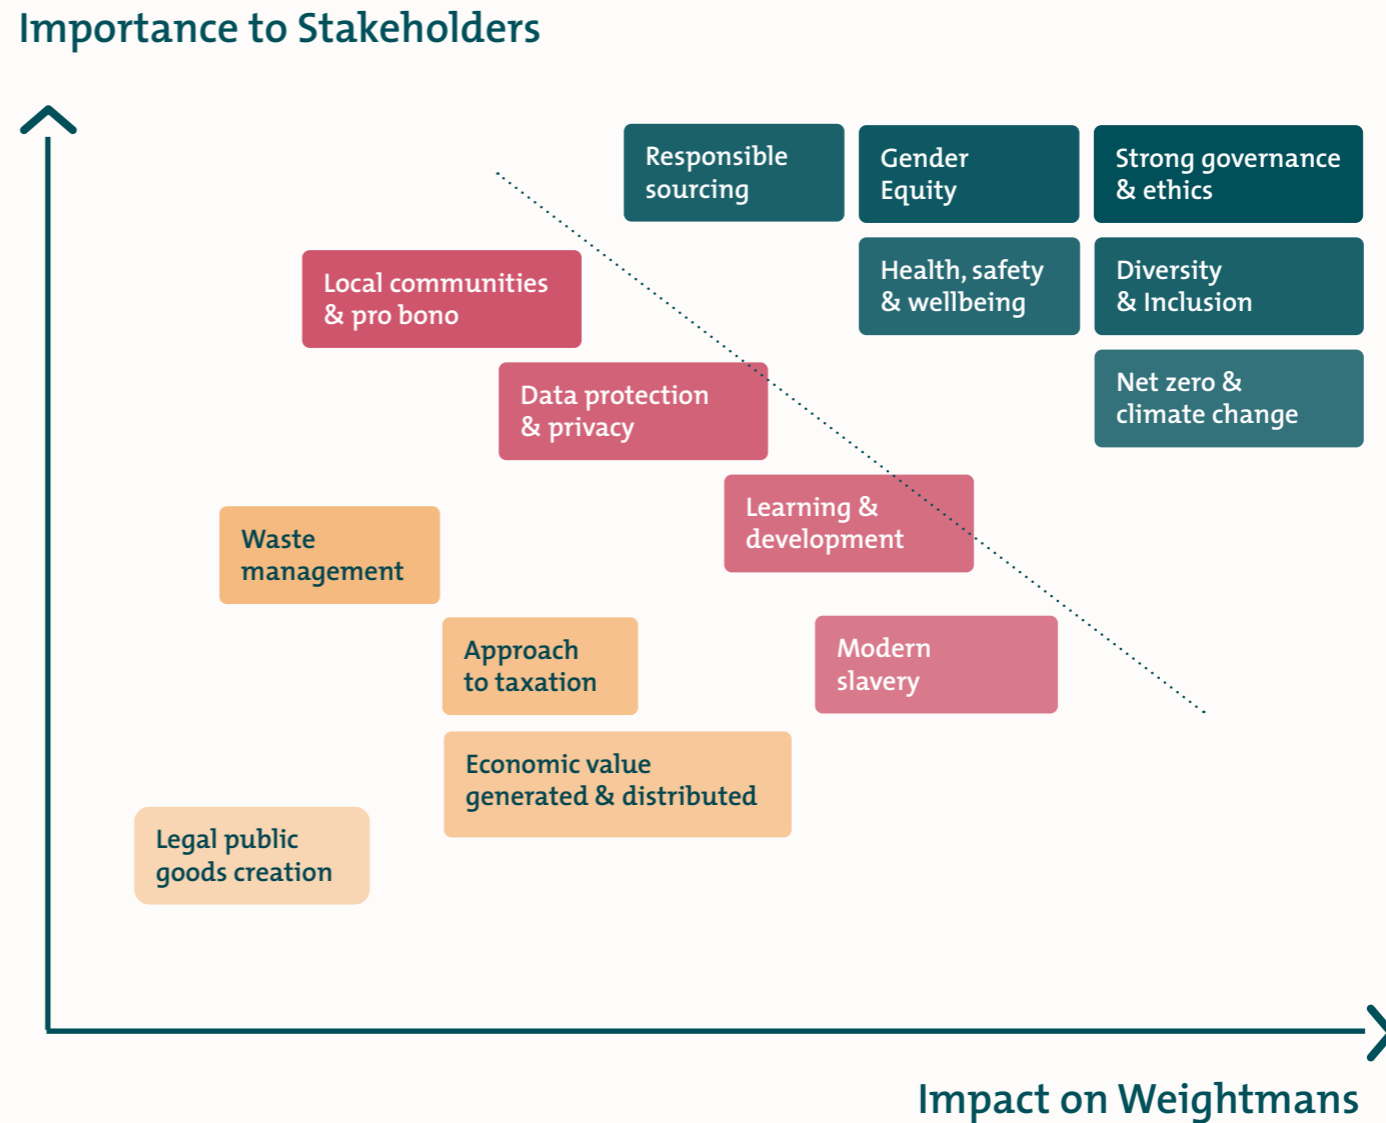 Importance to Stakeholders
Responsible
sourcing
Gender
Equity
Strong governance
& ethics
Local communities
& pro bono
Health, safety
& wellbeing
Diversity
& Inclusion
Data protection
& privacy
Net zero &
climate change
Learning &
development
Waste
management
Approach
to taxation
Modern
slavery
Economic value
generated & distributed
Legal public
goods creation
Impact on Weightmans